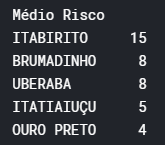 Médio Risco
ITABIRITO 15
BRUMADINHO 8
UBERABA 8
ITATIAIUÇU 5
OURO PRETO 4